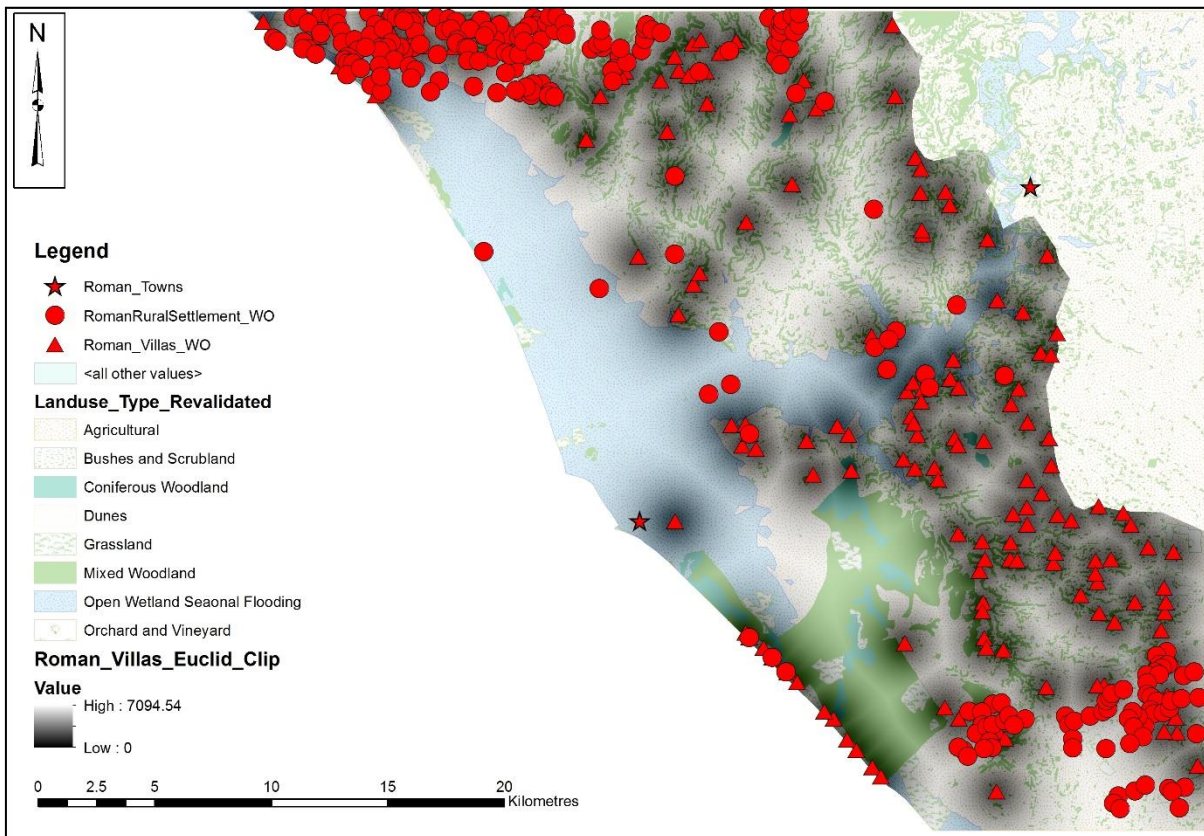 N
Legend
Roman_Towns
RomanRuralSettlement_WO
Roman_Villas_WO
<all other values>
Landuse_Type_Revalidated
Agricultural
Bushes and Scrubland
Coniferous Woodland
Dunes
Grassland
Mixed Woodland
Open Wetland Seaonal Flooding
Orchard and Vineyard
Roman_Villas_Euclid_Clip
Value
High : 7094.54
Low : 0
0 2.5 5 10 15 20
Kilometres